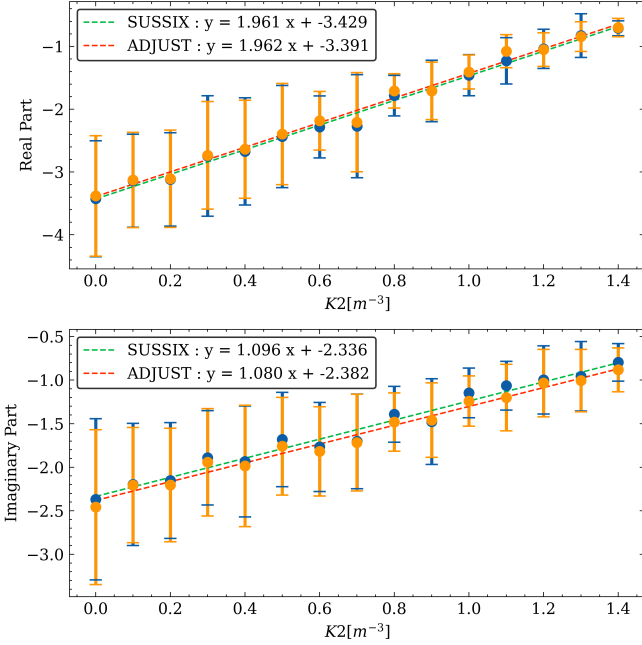 SUSSIX : y = 1.961 x + -3.429
ADJUST : y = 1.962 x + -3.391
Real Part
−1
−2
−3
−4
0.0 0.2 0.4 0.6 0.8 1.0 1.2 1.4
K2[m⁻³]
SUSSIX : y = 1.096 x + -2.336
ADJUST : y = 1.080 x + -2.382
Imaginary Part
−0.5
−1.0
−1.5
−2.0
−2.5
−3.0
0.0 0.2 0.4 0.6 0.8 1.0 1.2 1.4
K2[m⁻³]